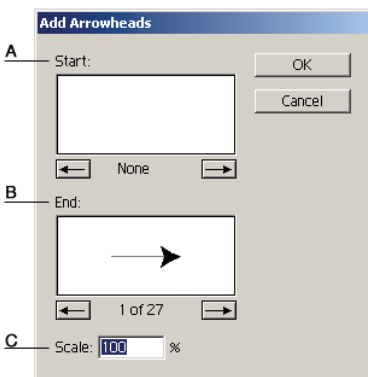 Add Arrowheads
A
Start:
OK
Cancel
None
B
End:
1 of 27
C
Scale: 100 %